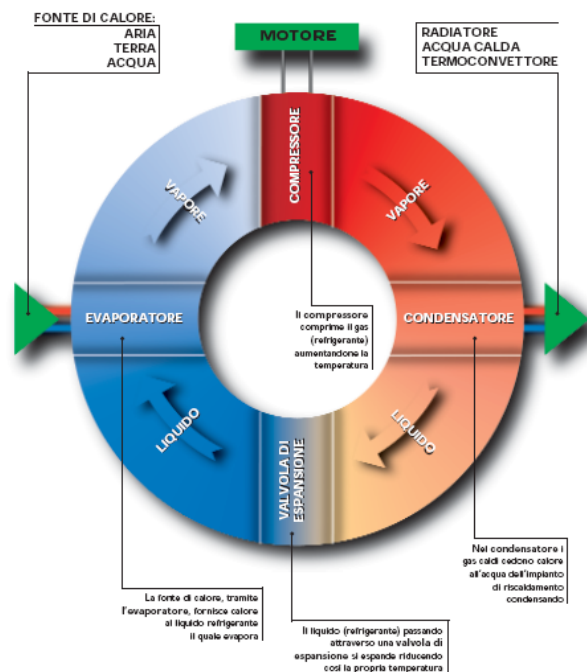 FONTE DI CALORE:
ARIA
TERRA
ACQUA
MOTORE
RADIATORE
ACQUA CALDA
TERMOCONVETTORE
COMPRESSORE
VAPORE
VAPORE
EVAPORATORE
Il compressore
comprime il gas
(refrigerante)
aumentandone la
temperatura
CONDENSATORE
LIQUIDO
VALVOLA DI
ESPANSIONE
LIQUIDO
La fonte di calore, tramite
l'evaporatore, fornisce calore
al liquido refrigerante
il quale evapora
Il liquido (refrigerante) passando
attraverso una valvola di
espansione si espande riducendo
così la propria temperatura
Nel condensatore i
gas caldi cedono calore
all'acqua dell'impianto
di riscaldamento
condensando